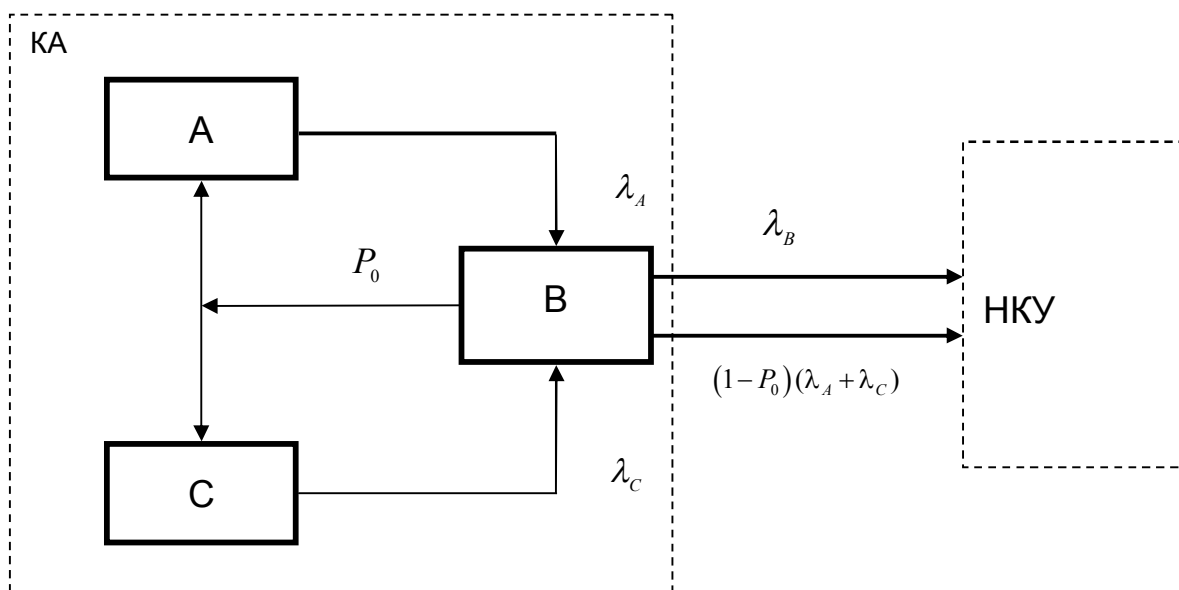 КА
А
λ_A
λ_B
P_0
В
НКУ
(1 − P_0)(λ_A + λ_C)
С
λ_C